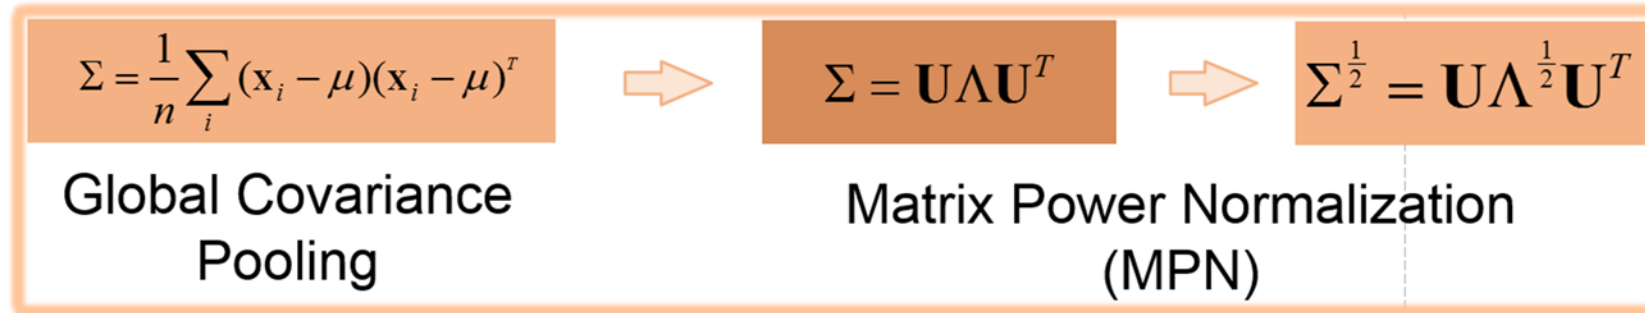 Σ = 1/n ∑_i (x_i − μ)(x_i − μ)^T
Σ = UΛU^T
Σ^{1/2} = UΛ^{1/2}U^T
Global Covariance
Pooling
Matrix Power Normalization
(MPN)